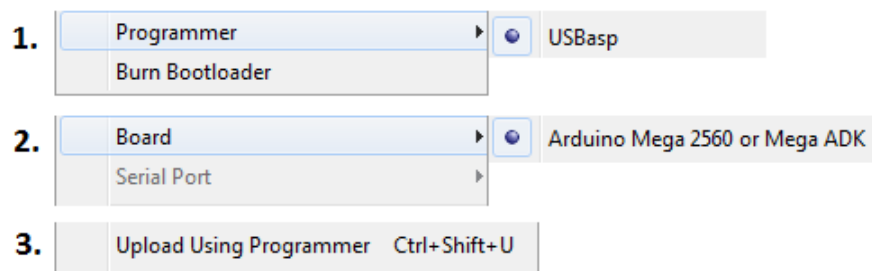 1. Programmer USBasp
Burn Bootloader
2. Board Arduino Mega 2560 or Mega ADK
Serial Port
3. Upload Using Programmer Ctrl+Shift+U